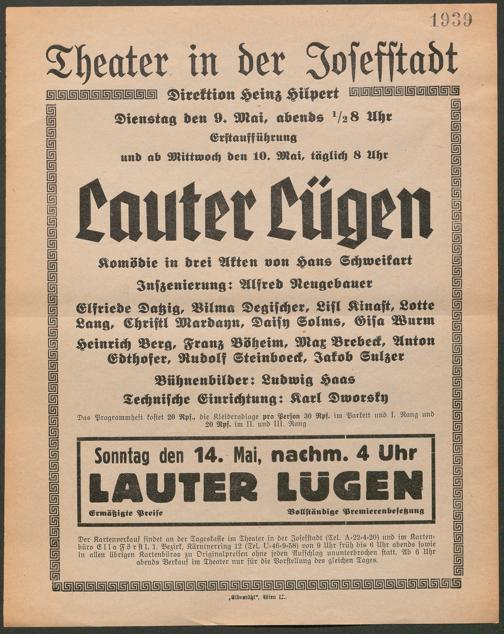 1939
Theater in der Josefstadt
Direktion Heinz Hilpert
Dienstag den 9. Mai, abends ½8 Uhr
Erstaufführung
und ab Mittwoch den 10. Mai, täglich 8 Uhr
Lauter Lügen
Komödie in drei Akten von Hans Schweikart
Inszenierung: Alfred Neugebauer
Elfriede Datzig, Vilma Degischer, Lisl Kinast, Lotte
Lang, Christl Mardayn, Daisy Solms, Gisa Wurm
Heinrich Berg, Franz Böheim, Max Brebeck, Anton
Edthofer, Rudolf Steinboeck, Jakob Sulzer
Bühnenbilder: Ludwig Haas
Technische Einrichtung: Karl Dworsky
Das Programmheft kostet 20 Rpf., die Kleiderablage pro Person 30 Rpf. im Parkett und I. Rang und
20 Rpf. im II. und III. Rang
Sonntag den 14. Mai, nachm. 4 Uhr
LAUTER LÜGEN
Ermäßigte Preise Vollständige Premierenbesetzung
Der Kartenverkauf findet an der Tageskasse im Theater in der Josefstadt (Tel. A-22-4-20) und im Karten-
büro Ella Förstl, 1. Bezirk, Kärntnerring 12 (Tel. U-46-9-58) von 9 Uhr früh bis 6 Uhr abends sowie
in allen übrigen Kartenbüros zu Originalpreisen ohne jeden Aufschlag ununterbrochen statt. Ab 6 Uhr
abends Verkauf im Theater nur für die Vorstellung des gleichen Tages.
„Elbemühl“, Wien